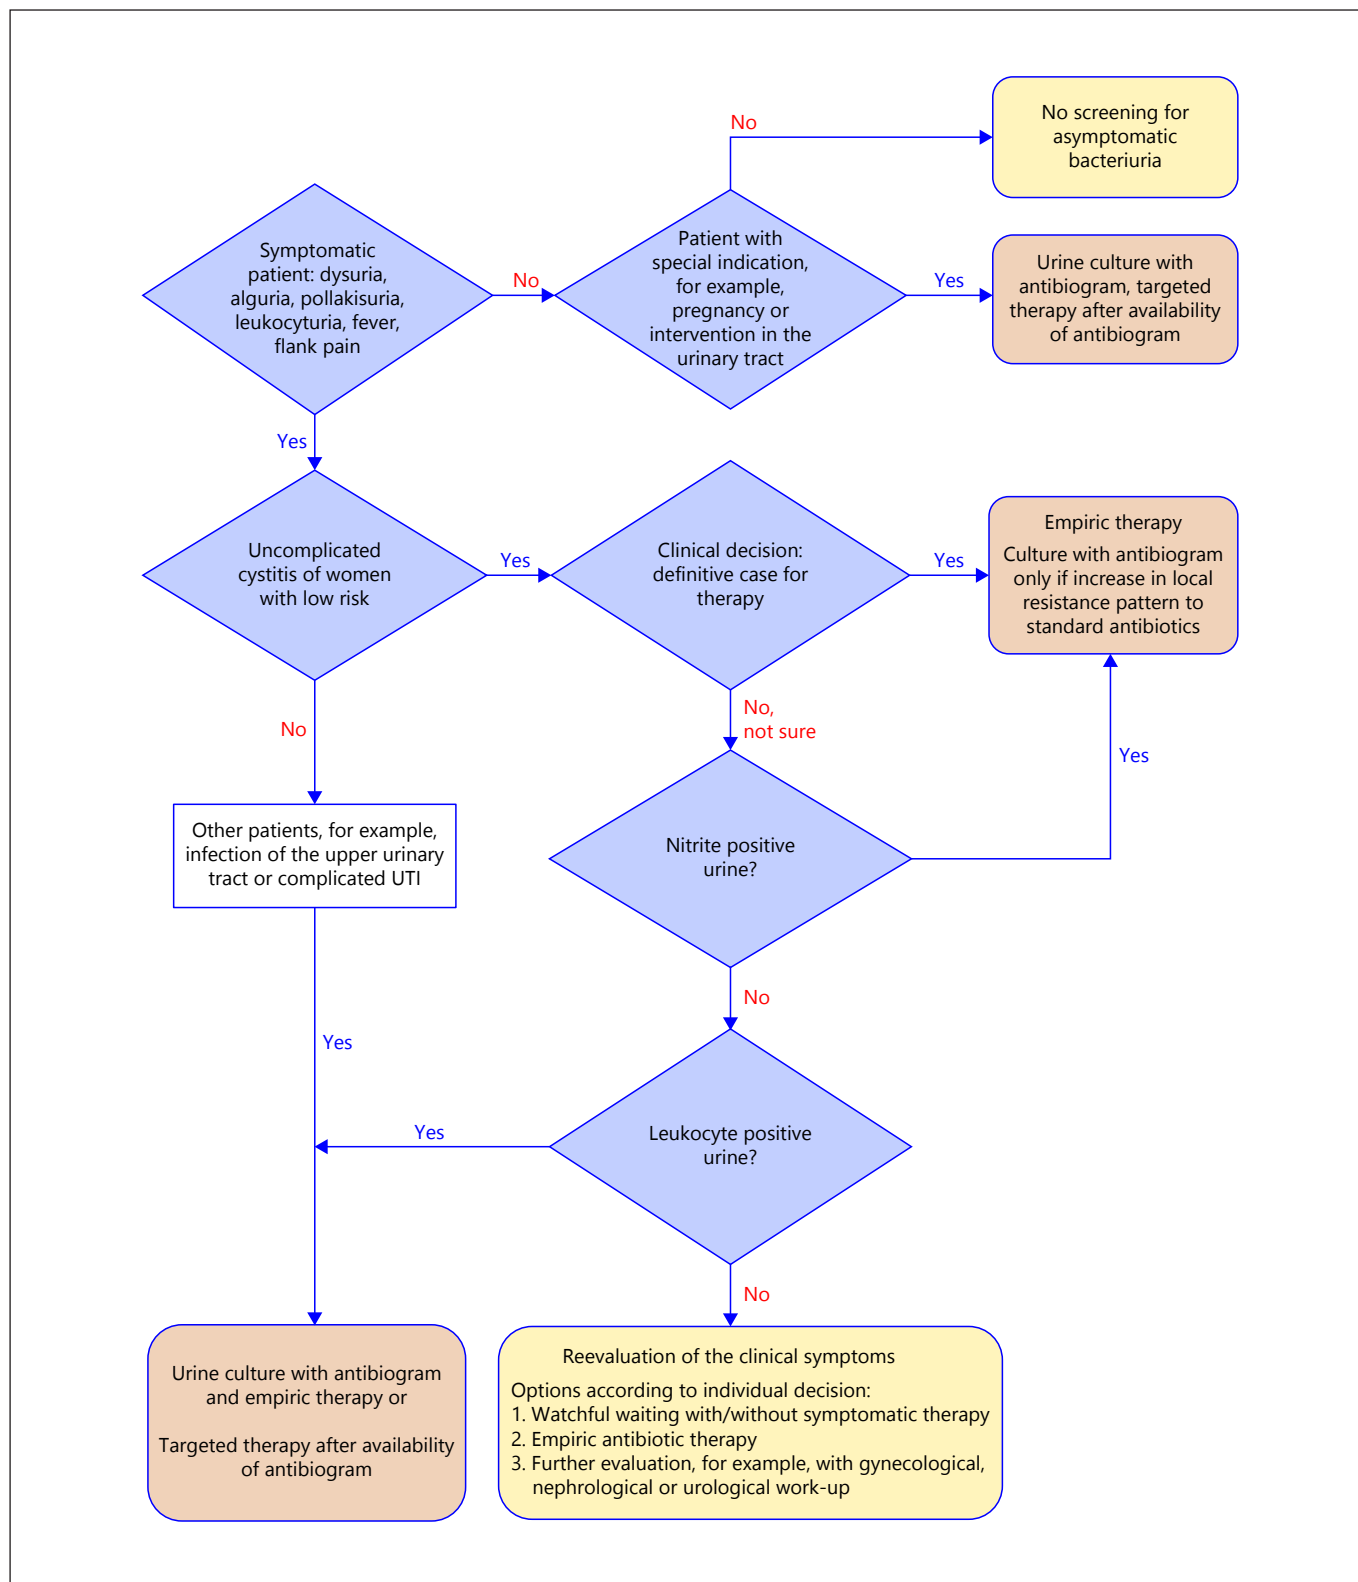 No screening for
asymptomatic
bacteriuria
No
Symptomatic
patient: dysuria,
alguria, pollakisuria,
leukocyturia, fever,
flank pain
No
Patient with
special indication,
for example,
pregnancy or
intervention in the
urinary tract
Yes
Urine culture with
antibiogram, targeted
therapy after availability
of antibiogram
Yes
Uncomplicated
cystitis of women
with low risk
Yes
Clinical decision:
definitive case for
therapy
Yes
Empiric therapy
Culture with antibiogram
only if increase in local
resistance pattern to
standard antibiotics
No
No,
not sure
Yes
Other patients, for example,
infection of the upper urinary
tract or complicated UTI
Nitrite positive
urine?
No
Yes
Yes
Leukocyte positive
urine?
No
Urine culture with antibiogram
and empiric therapy or
Targeted therapy after availability
of antibiogram
Reevaluation of the clinical symptoms
Options according to individual decision:
1. Watchful waiting with/without symptomatic therapy
2. Empiric antibiotic therapy
3. Further evaluation, for example, with gynecological,
nephrological or urological work-up